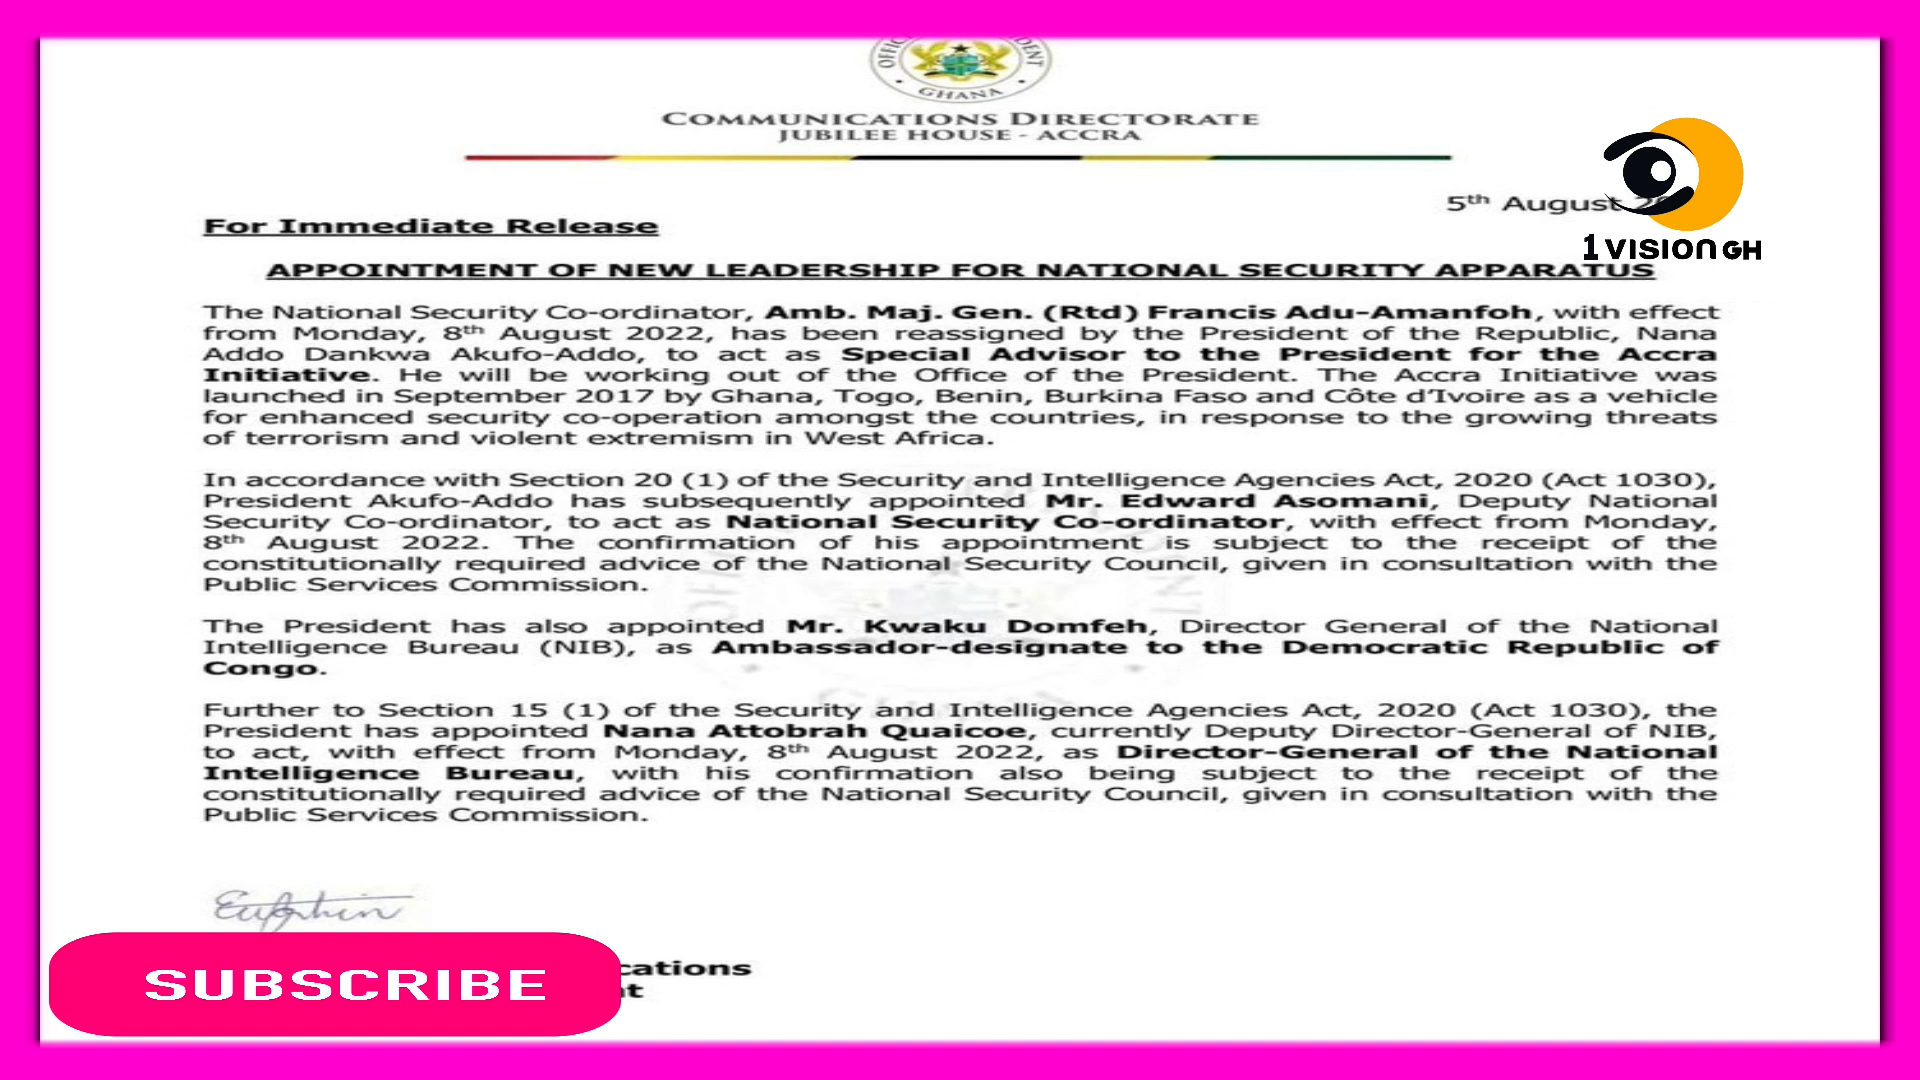 GHANA
COMMUNICATIONS DIRECTORATE
JUBILEE HOUSE - ACCRA
5th August
1VISION GH
For Immediate Release
APPOINTMENT OF NEW LEADERSHIP FOR NATIONAL SECURITY APPARATUS
The National Security Co-ordinator, Amb. Maj. Gen. (Rtd) Francis Adu-Amanfoh, with effect
from Monday, 8th August 2022, has been reassigned by the President of the Republic, Nana
Addo Dankwa Akufo-Addo, to act as Special Advisor to the President for the Accra
Initiative. He will be working out of the Office of the President. The Accra Initiative was
launched in September 2017 by Ghana, Togo, Benin, Burkina Faso and Côte d'Ivoire as a vehicle
for enhanced security co-operation amongst the countries, in response to the growing threats
of terrorism and violent extremism in West Africa.
In accordance with Section 20 (1) of the Security and Intelligence Agencies Act, 2020 (Act 1030),
President Akufo-Addo has subsequently appointed Mr. Edward Asomani, Deputy National
Security Co-ordinator, to act as National Security Co-ordinator, with effect from Monday,
8th August 2022. The confirmation of his appointment is subject to the receipt of the
constitutionally required advice of the National Security Council, given in consultation with the
Public Services Commission.
The President has also appointed Mr. Kwaku Domfeh, Director General of the National
Intelligence Bureau (NIB), as Ambassador-designate to the Democratic Republic of
Congo.
Further to Section 15 (1) of the Security and Intelligence Agencies Act, 2020 (Act 1030), the
President has appointed Nana Attobrah Quaicoe, currently Deputy Director-General of NIB,
to act, with effect from Monday, 8th August 2022, as Director-General of the National
Intelligence Bureau, with his confirmation also being subject to the receipt of the
constitutionally required advice of the National Security Council, given in consultation with the
Public Services Commission.
SUBSCRIBE